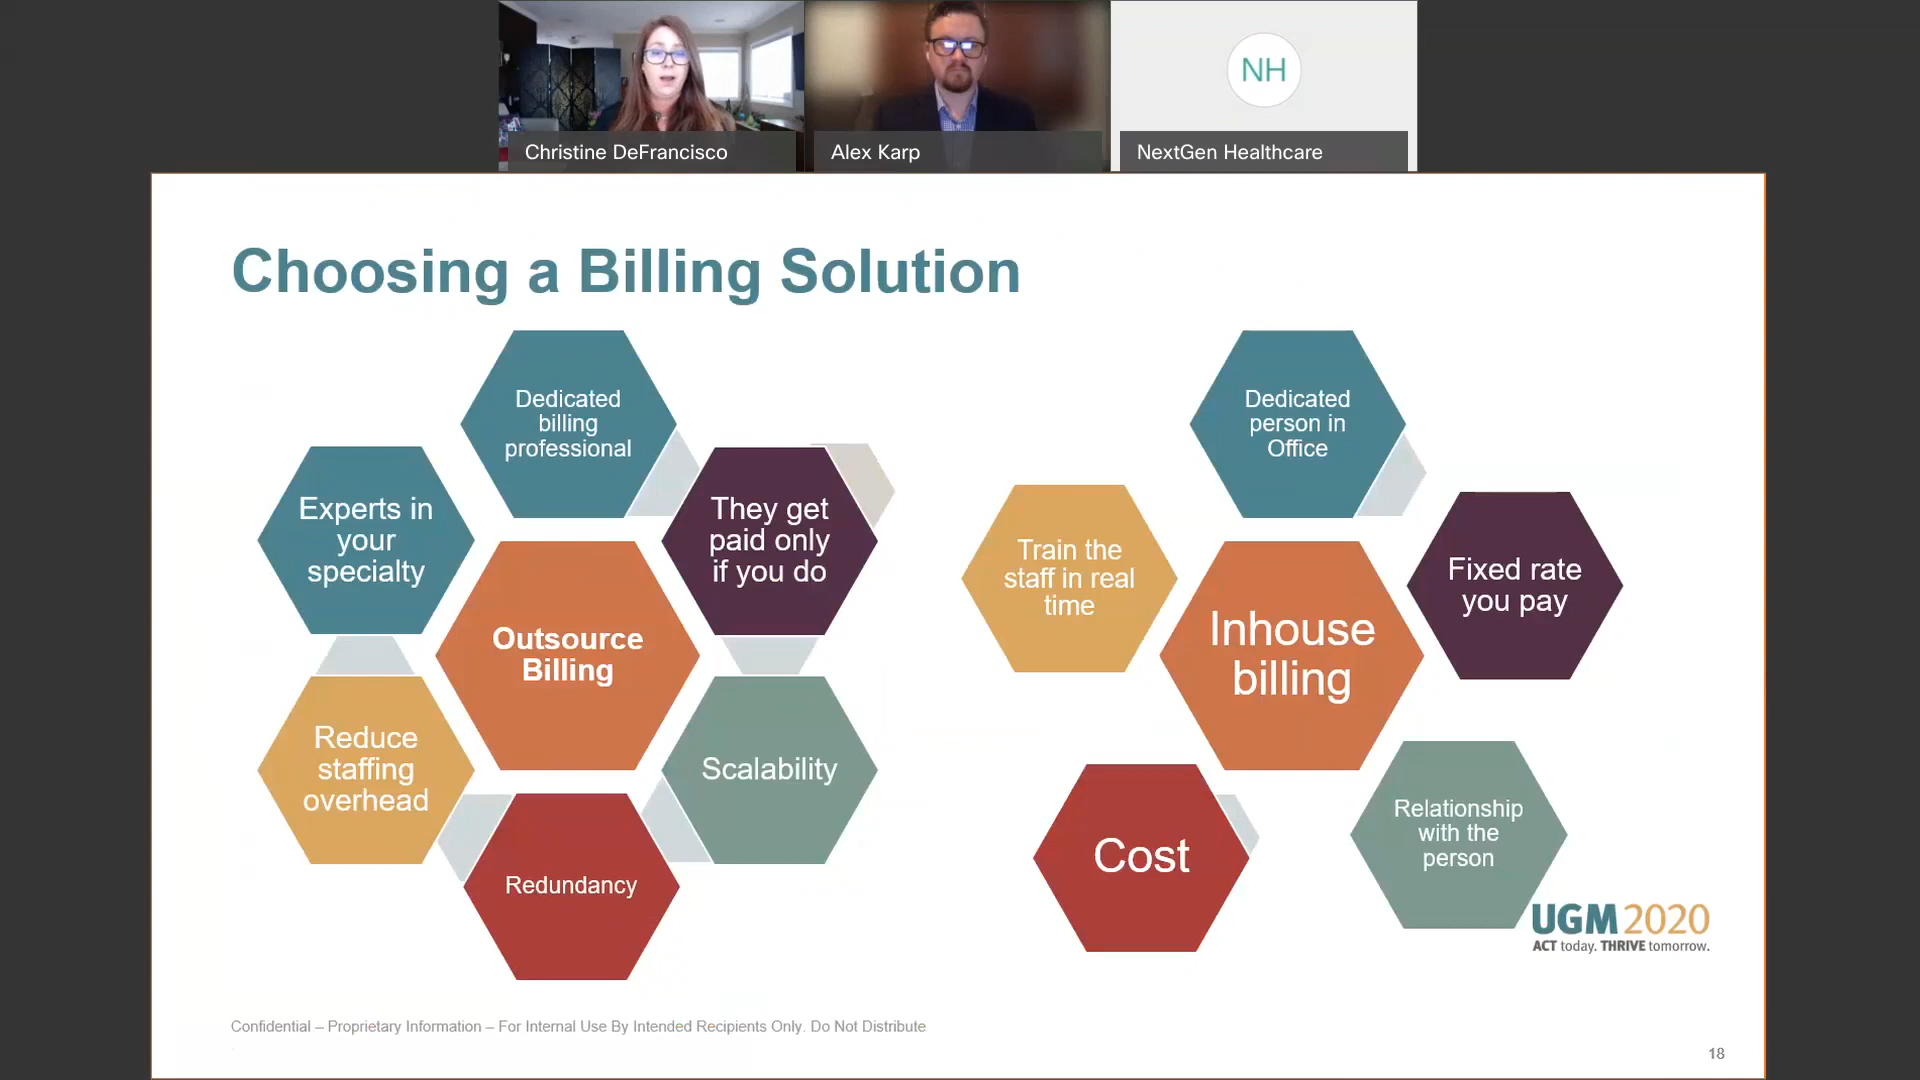 Christine DeFrancisco
Alex Karp
NH
NextGen Healthcare
Choosing a Billing Solution
Dedicated
billing
professional
Experts in
your
specialty
They get
paid only
if you do
Outsource
Billing
Reduce
staffing
overhead
Scalability
Redundancy
Dedicated
person in
Office
Train the
staff in real
time
Fixed rate
you pay
Inhouse
billing
Cost
Relationship
with the
person
UGM 2020
ACT today. THRIVE tomorrow.
Confidential – Proprietary Information – For Internal Use By Intended Recipients Only. Do Not Distribute
18